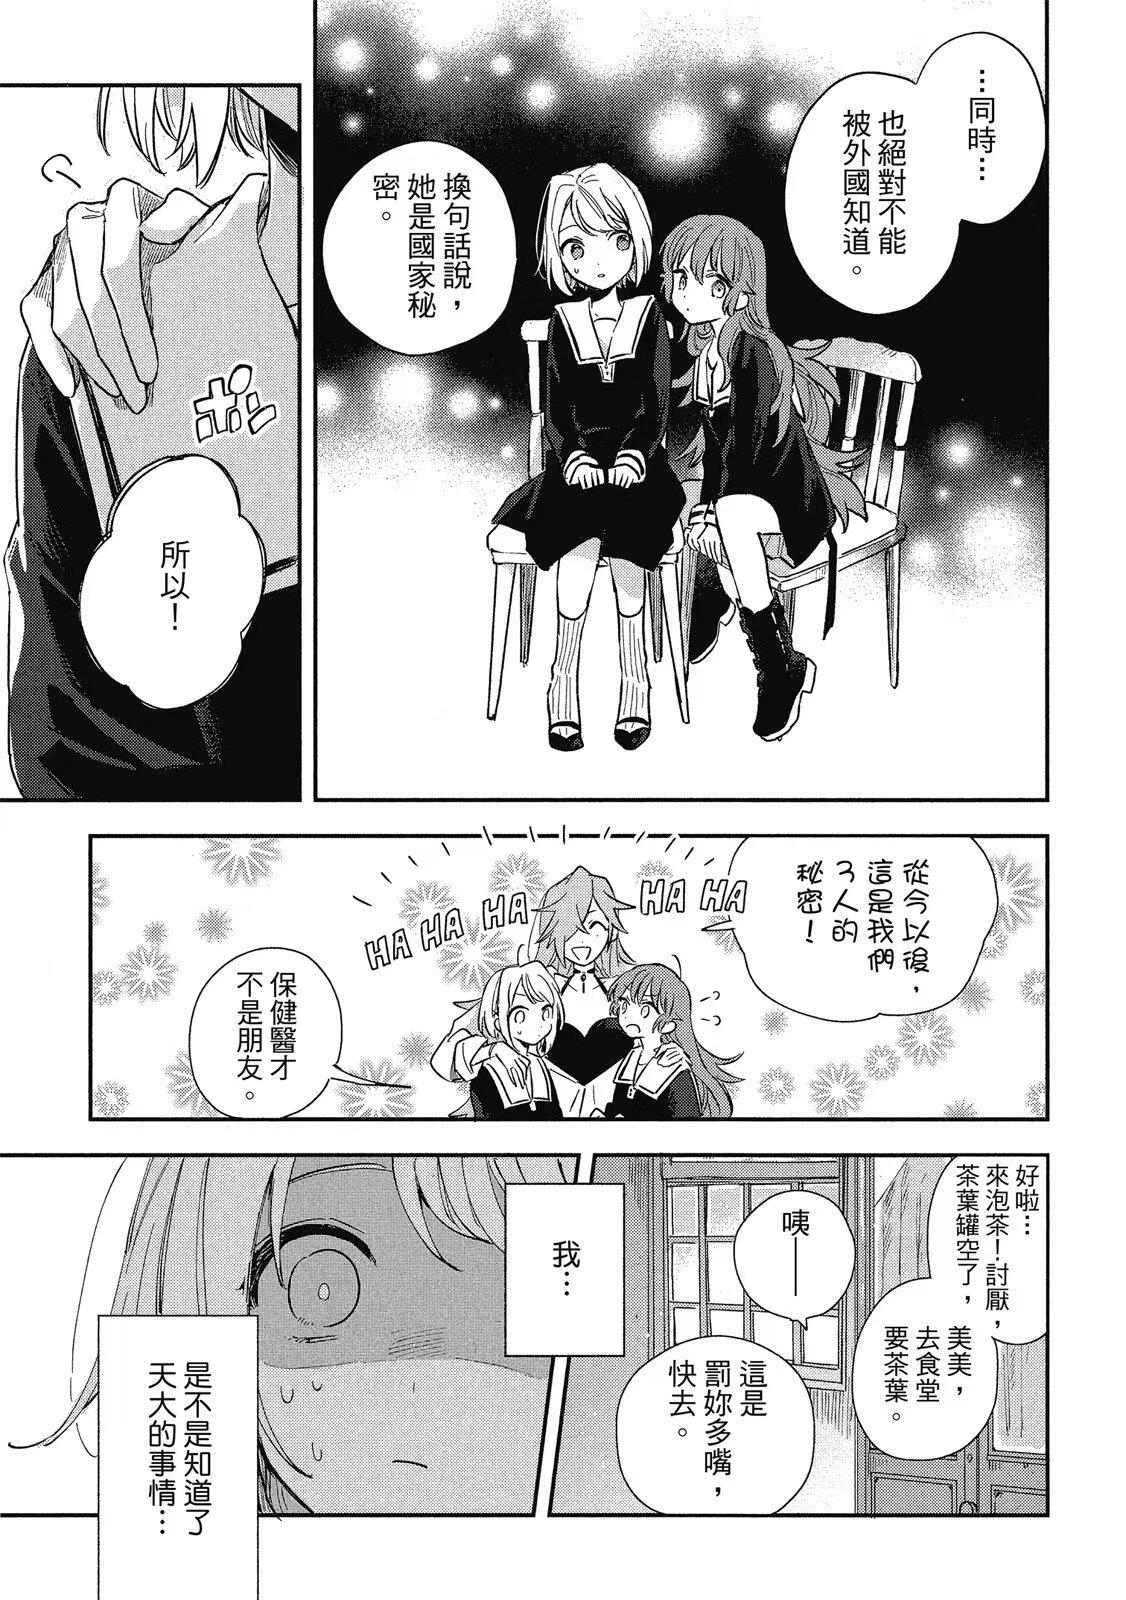 …同時…
也絕對不能
被外國知道。
換句話說，
她是國家秘
密。
ポン
所以！
從今以後，
這是我們
3人的
秘密！
HA HA HA HA HA
保健醫才
不是朋友。
好啦…
來泡茶！討厭，
茶葉罐空了，
美美，
去食堂
要茶葉。
咦——
這是
罰妳多嘴，
快去。
我…
是不是知道了
天大的事情…